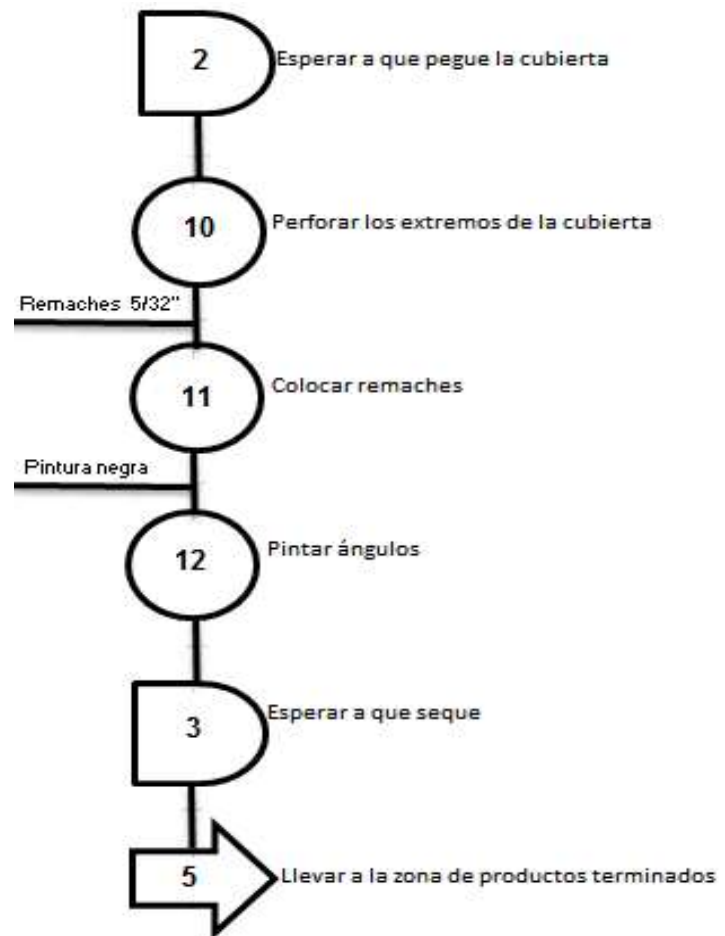 2
Esperar a que pegue la cubierta
10
Perforar los extremos de la cubierta
Remaches 5/32"
11
Colocar remaches
Pintura negra
12
Pintar ángulos
3
Esperar a que seque
5
Llevar a la zona de productos terminados